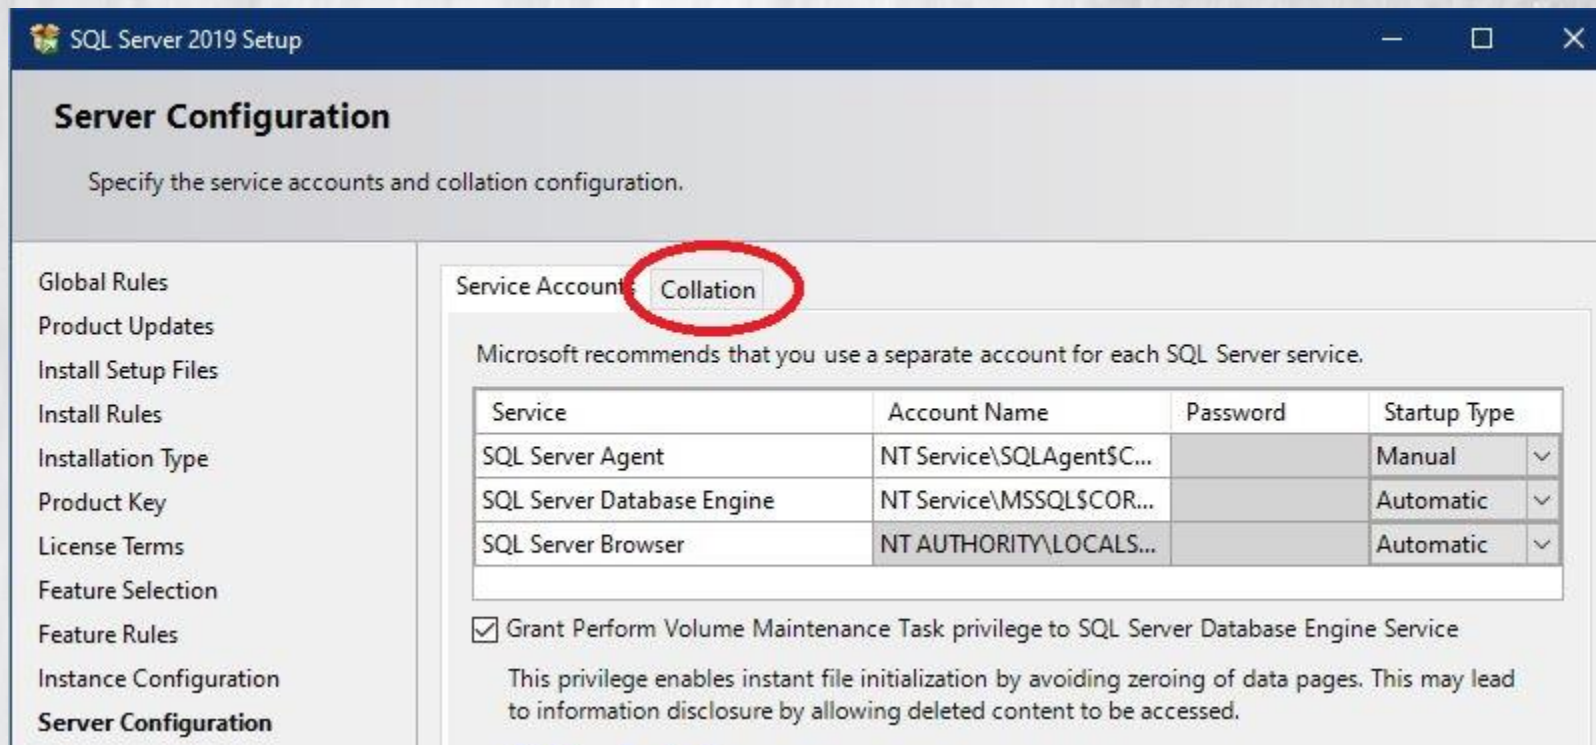 SQL Server 2019 Setup
Server Configuration
Specify the service accounts and collation configuration.
Global Rules
Product Updates
Install Setup Files
Install Rules
Installation Type
Product Key
License Terms
Feature Selection
Feature Rules
Instance Configuration
Server Configuration
Service Accounts Collation
Microsoft recommends that you use a separate account for each SQL Server service.
Service Account Name Password Startup Type
SQL Server Agent NT Service\SQLAgent$C... Manual
SQL Server Database Engine NT Service\MSSQL$COR... Automatic
SQL Server Browser NT AUTHORITY\LOCALS... Automatic
Grant Perform Volume Maintenance Task privilege to SQL Server Database Engine Service
This privilege enables instant file initialization by avoiding zeroing of data pages. This may lead
to information disclosure by allowing deleted content to be accessed.